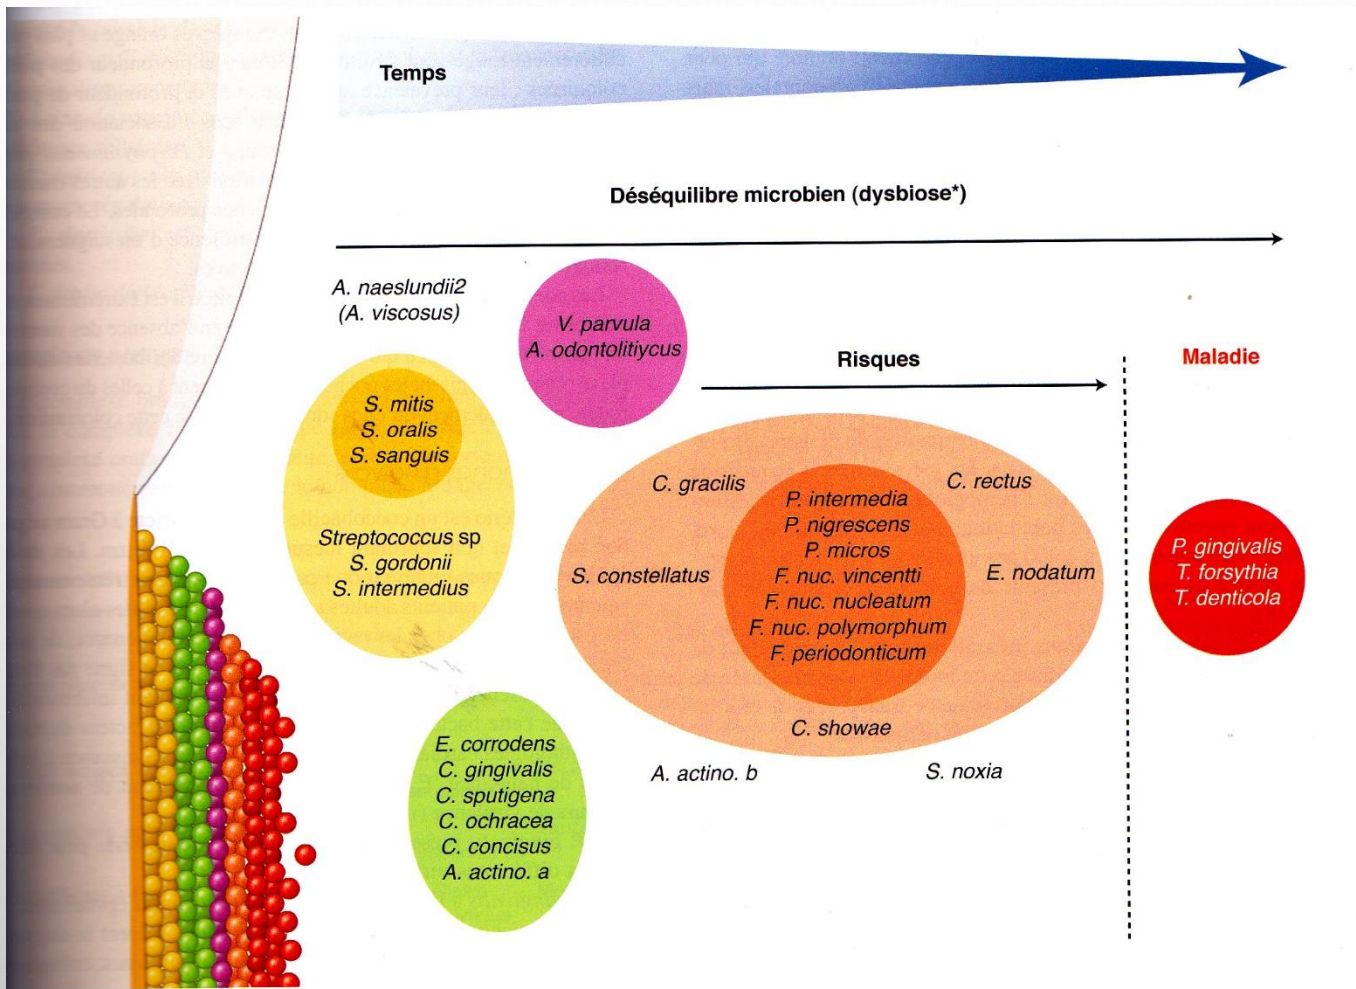 Temps
Déséquilibre microbien (dysbiose*)
A. naeslundii2
(A. viscosus)
V. parvula
A. odontolitiycus
Risques
Maladie
S. mitis
S. oralis
S. sanguis
Streptococcus sp
S. gordonii
S. intermedius
C. gracilis
C. rectus
P. intermedia
P. nigrescens
P. micros
F. nuc. vincentti
F. nuc. nucleatum
F. nuc. polymorphum
F. periodonticum
S. constellatus
E. nodatum
C. showae
P. gingivalis
T. forsythia
T. denticola
E. corrodens
C. gingivalis
C. sputigena
C. ochracea
C. concisus
A. actino. a
A. actino. b
S. noxia